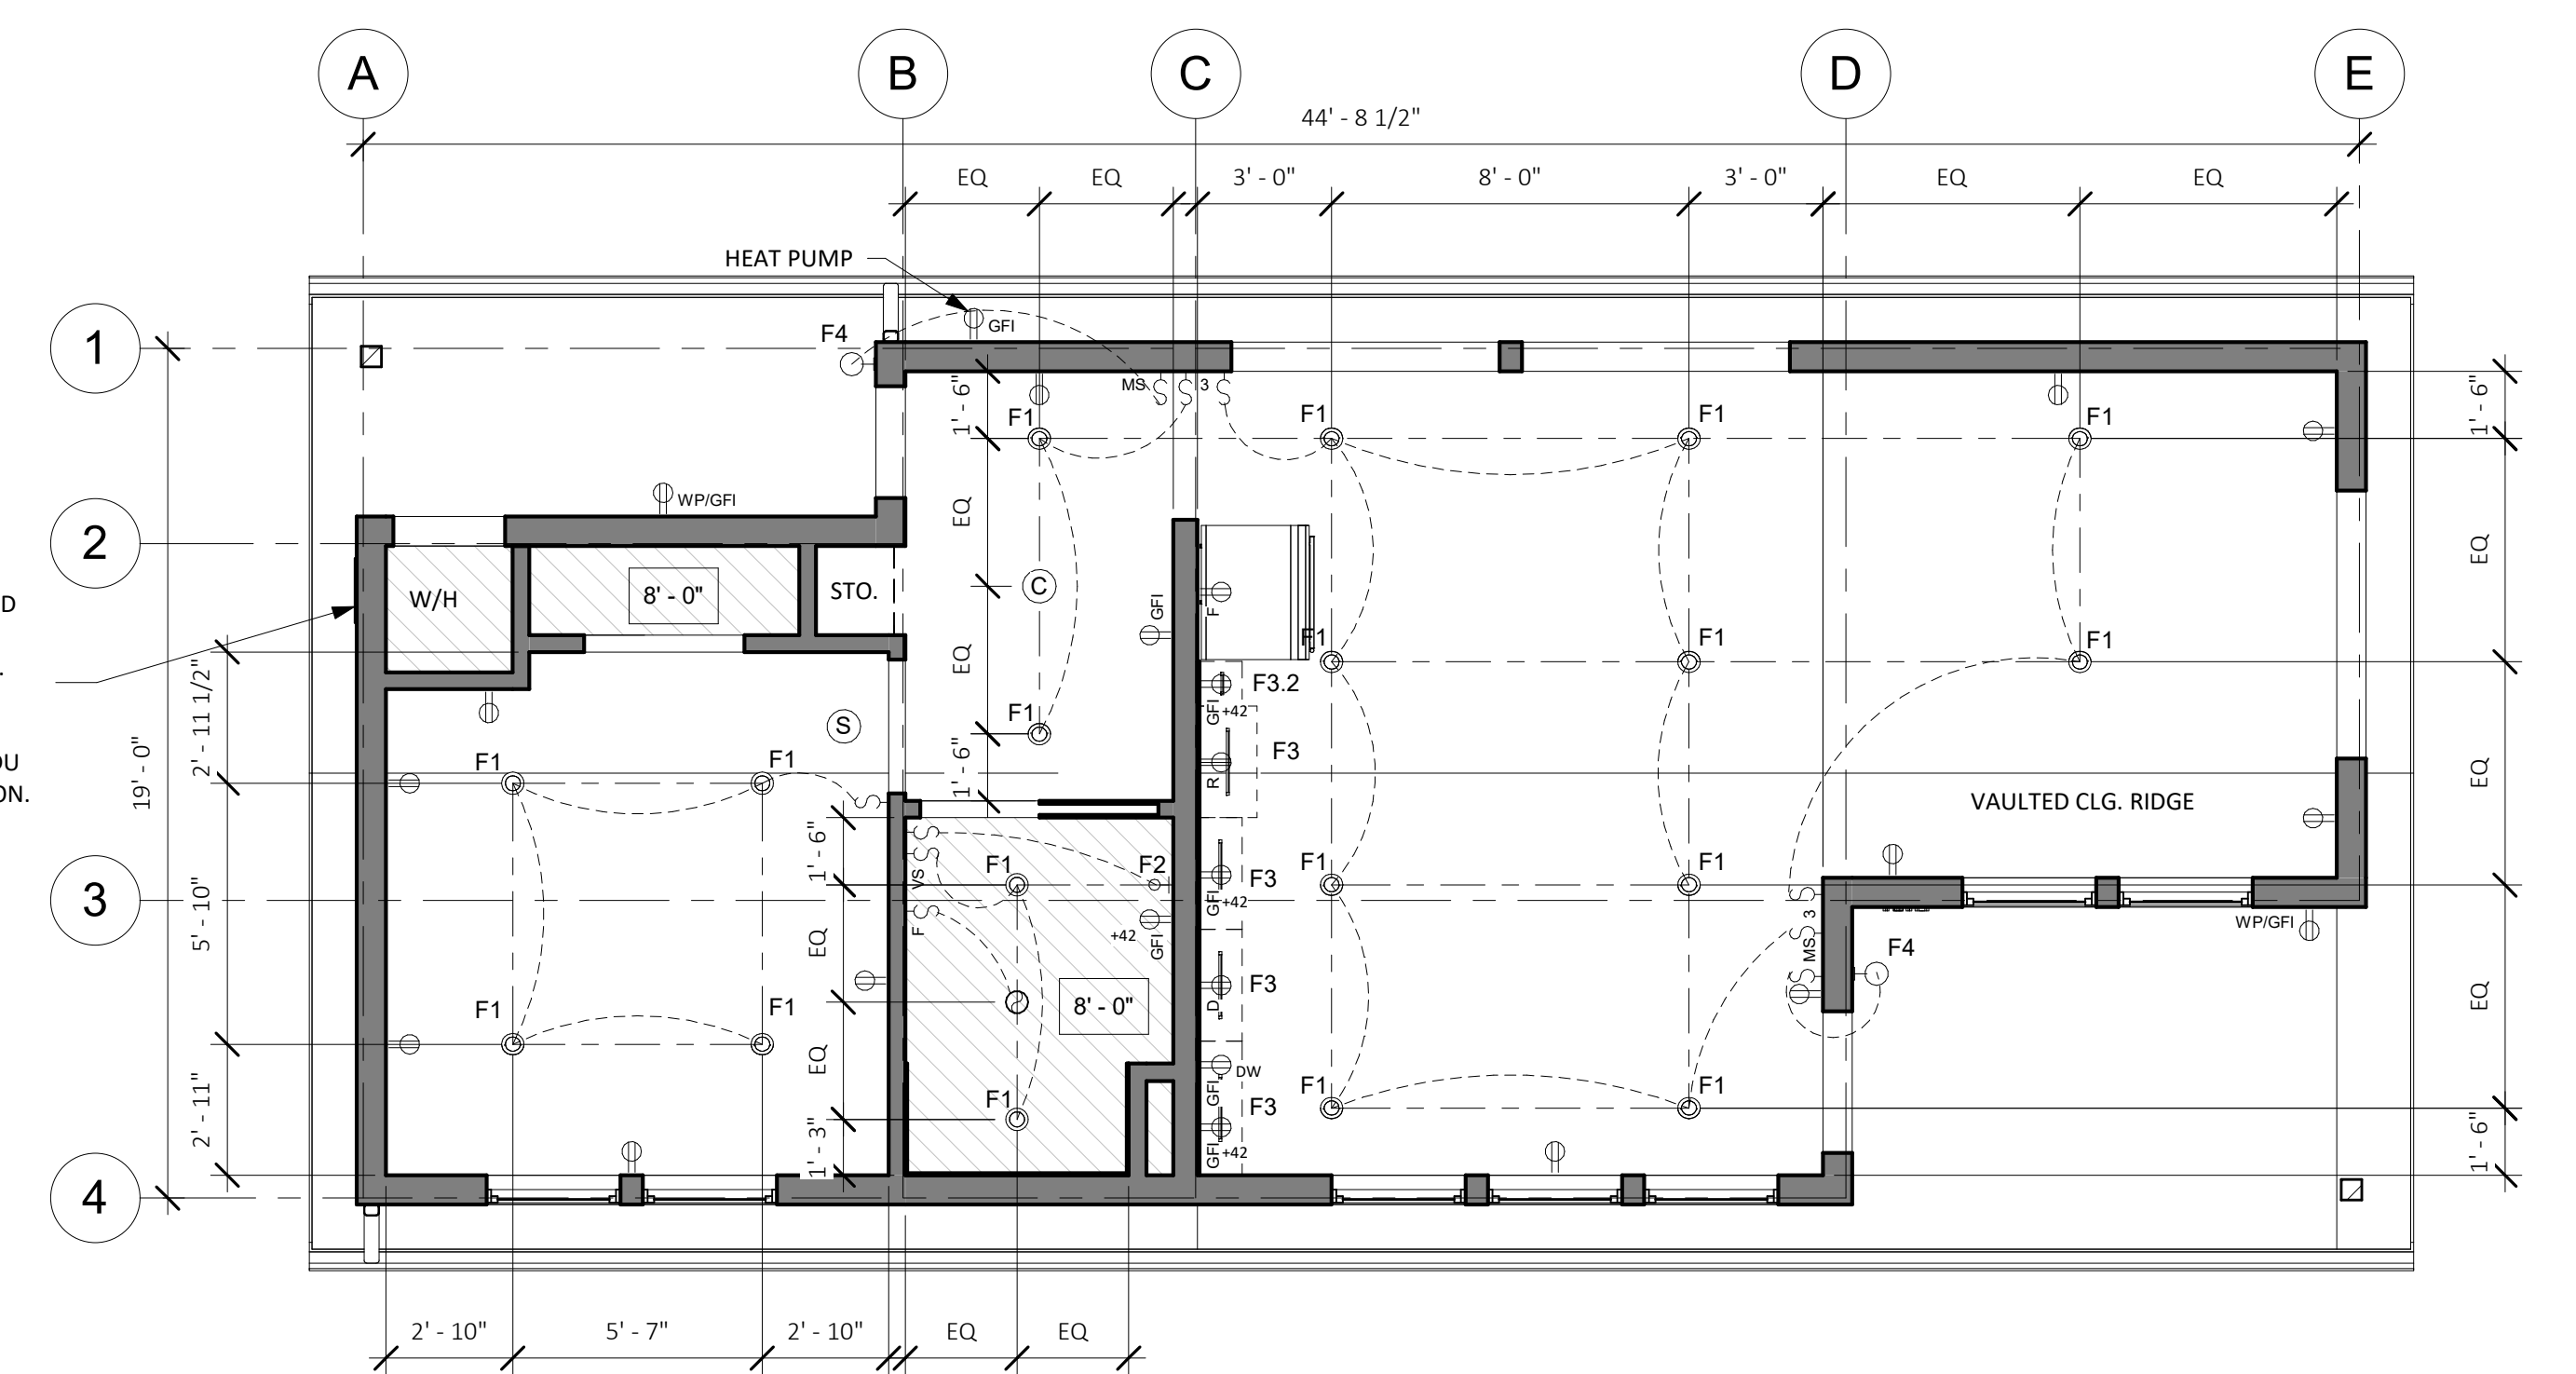 A B C D E
44' - 8 1/2"
EQ EQ 3' - 0" 8' - 0" 3' - 0" EQ EQ
HEAT PUMP
GFI
F4
1
MS 3
1' - 6"
1' - 6"
F1 F1 F1 F1
WP/GFI
EQ
2
EQ
W/H
8' - 0"
STO.
C
D
GFI
F
F1 F1 F1
.
EQ
2' - 11 1/2"
F3.2
GFI
+42
S
F1
19' - 0"
F3
R
OU
F1 F1
1' - 6"
EQ
ON.
VAULTED CLG. RIDGE
1' - 6"
F1 F2
VS
F1 F1
F3
GFI
+42
3
3
WP/GFI
5' - 10"
F
EQ
+42
GFI
MS
F4
F3
D
8' - 0"
EQ
F1 F1
EQ
DW
GFI
F1
F3
F1 F1
2' - 11"
1' - 3"
GFI
+42
1' - 6"
4
2' - 10" 5' - 7" 2' - 10" EQ EQ